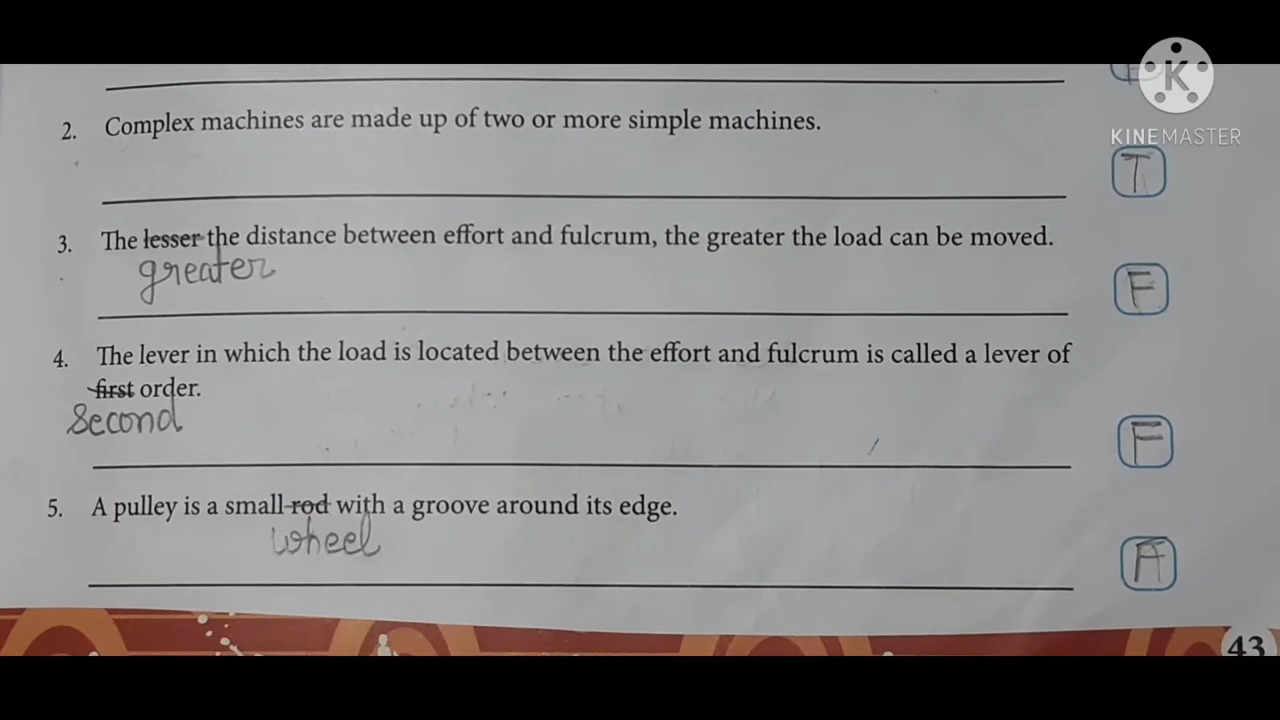 KINEMASTER
2. Complex machines are made up of two or more simple machines.
T
3. The lesser the distance between effort and fulcrum, the greater the load can be moved.
greater
F
4. The lever in which the load is located between the effort and fulcrum is called a lever of
first order.
Second
F
5. A pulley is a small rod with a groove around its edge.
wheel
43